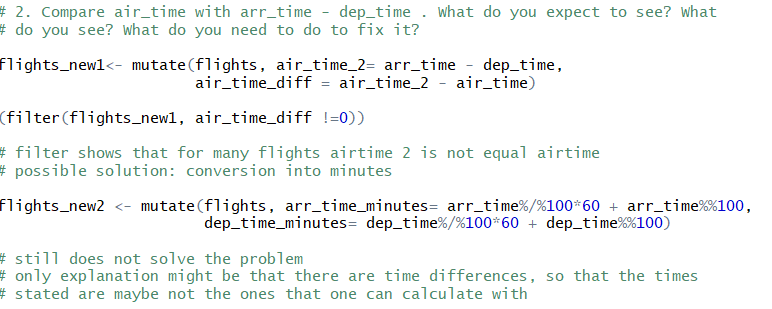 # 2. Compare air_time with arr_time - dep_time . What do you expect to see? What
# do you see? What do you need to do to fix it?
flights_new1<- mutate(flights, air_time_2= arr_time - dep_time,
air_time_diff = air_time_2 - air_time)
(filter(flights_new1, air_time_diff !=0))
# filter shows that for many flights airtime 2 is not equal airtime
# possible solution: conversion into minutes
flights_new2 <- mutate(flights, arr_time_minutes= arr_time%/%100*60 + arr_time%%100,
dep_time_minutes= dep_time%/%100*60 + dep_time%%100)
# still does not solve the problem
# only explanation might be that there are time differences, so that the times
# stated are maybe not the ones that one can calculate with